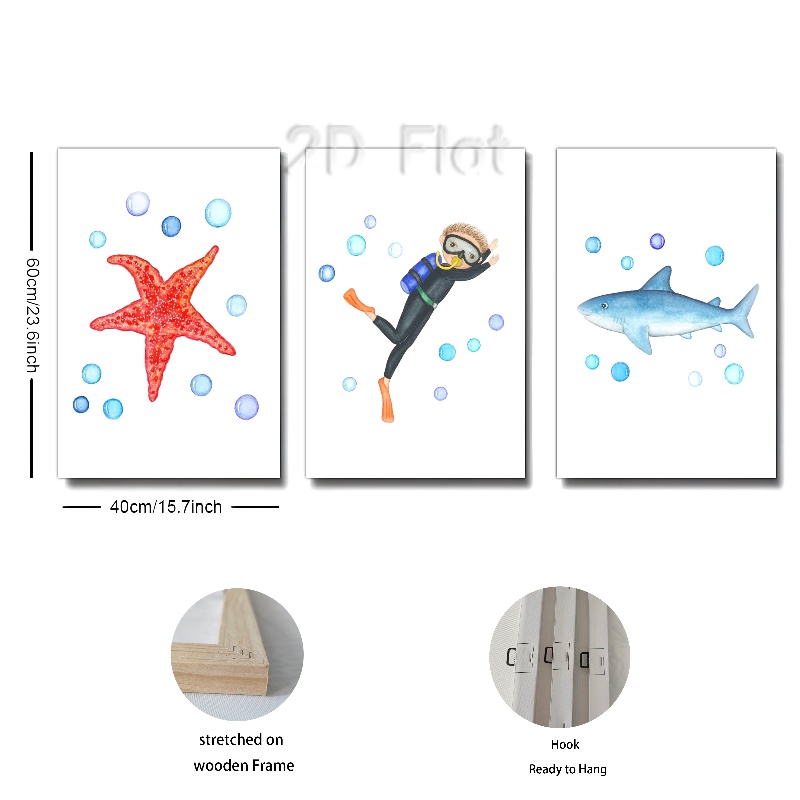 2D Flat
60cm/23.6inch
40cm/15.7inch
stretched on
wooden Frame
Hook
Ready to Hang